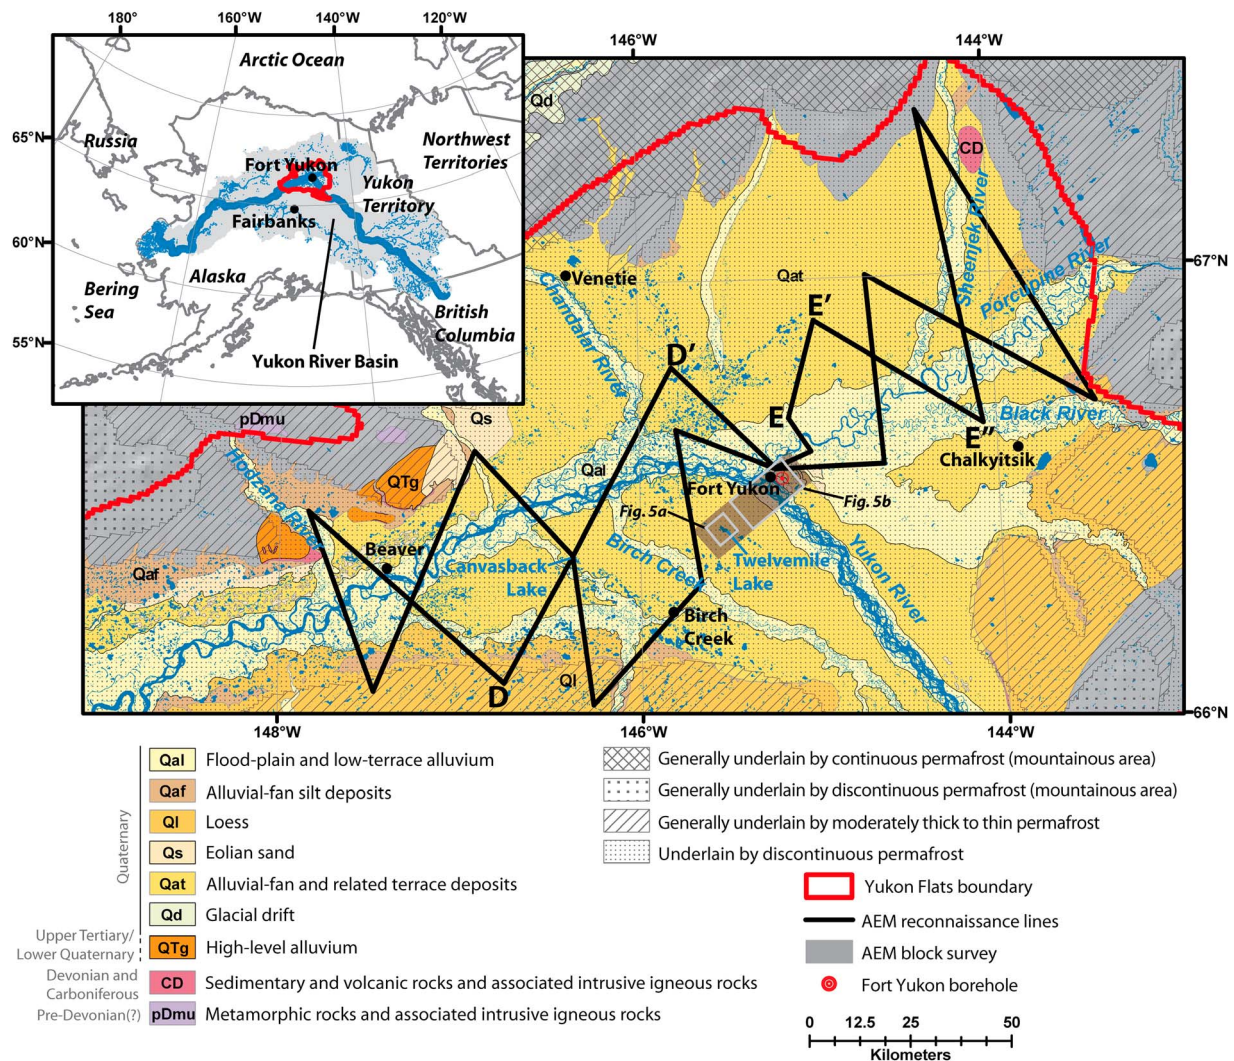 180°
160°W
140°W
120°W
146°W
144°W
Arctic Ocean
65°N
Russia
Northwest
Territories
Fort Yukon
Yukon
Territory
Fairbanks
60°N
Alaska
Bering
Sea
British
Columbia
55°N
Yukon River Basin
Qd
CD
Sheenjek River
Porcupine River
67°N
Venetie
Qat
Chandalar River
E'
D'
pDmu
Qs
E
Black River
E"
Chalkyitsik
Hodzana River
QTg
Qal
Fort Yukon
Fig. 5b
Fig. 5a
Beaver
Canvasback
Lake
Birch Creek
Twelvemile
Lake
Yukon River
Qaf
Birch
Creek
D
Ql
66°N
148°W
146°W
144°W
Quaternary
Qal Flood-plain and low-terrace alluvium
Qaf Alluvial-fan silt deposits
Ql Loess
Qs Eolian sand
Qat Alluvial-fan and related terrace deposits
Qd Glacial drift
Upper Tertiary/
Lower Quaternary
QTg High-level alluvium
Devonian and
Carboniferous
CD Sedimentary and volcanic rocks and associated intrusive igneous rocks
Pre-Devonian(?)
pDmu Metamorphic rocks and associated intrusive igneous rocks
Generally underlain by continuous permafrost (mountainous area)
Generally underlain by discontinuous permafrost (mountainous area)
Generally underlain by moderately thick to thin permafrost
Underlain by discontinuous permafrost
Yukon Flats boundary
AEM reconnaissance lines
AEM block survey
Fort Yukon borehole
0 12.5 25 50
Kilometers